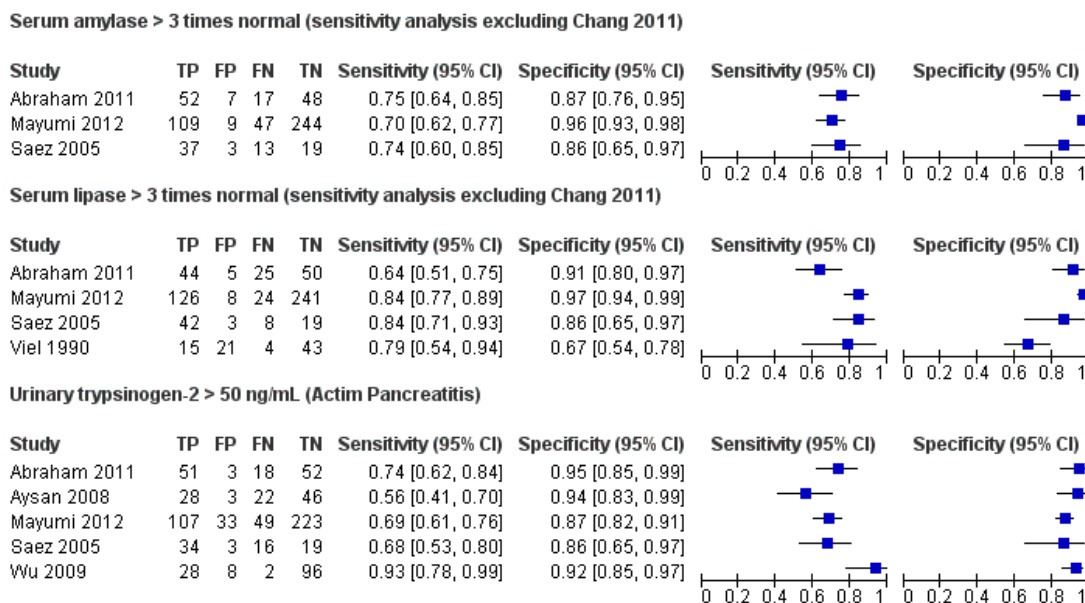 Serum amylase > 3 times normal (sensitivity analysis excluding Chang 2011)
Study TP FP FN TN Sensitivity (95% CI) Specificity (95% CI) Sensitivity (95% CI) Specificity (95% CI)
Abraham 2011 52 7 17 48 0.75 [0.64, 0.85] 0.87 [0.76, 0.95]
Mayumi 2012 109 9 47 244 0.70 [0.62, 0.77] 0.96 [0.93, 0.98]
Saez 2005 37 3 13 19 0.74 [0.60, 0.85] 0.86 [0.65, 0.97]
0 0.2 0.4 0.6 0.8 1 0 0.2 0.4 0.6 0.8 1
Serum lipase > 3 times normal (sensitivity analysis excluding Chang 2011)
Study TP FP FN TN Sensitivity (95% CI) Specificity (95% CI) Sensitivity (95% CI) Specificity (95% CI)
Abraham 2011 44 5 25 50 0.64 [0.51, 0.75] 0.91 [0.80, 0.97]
Mayumi 2012 126 8 24 241 0.84 [0.77, 0.89] 0.97 [0.94, 0.99]
Saez 2005 42 3 8 19 0.84 [0.71, 0.93] 0.86 [0.65, 0.97]
Viel 1990 15 21 4 43 0.79 [0.54, 0.94] 0.67 [0.54, 0.78]
0 0.2 0.4 0.6 0.8 1 0 0.2 0.4 0.6 0.8 1
Urinary trypsinogen-2 > 50 ng/mL (Actim Pancreatitis)
Study TP FP FN TN Sensitivity (95% CI) Specificity (95% CI) Sensitivity (95% CI) Specificity (95% CI)
Abraham 2011 51 3 18 52 0.74 [0.62, 0.84] 0.95 [0.85, 0.99]
Aysan 2008 28 3 22 46 0.56 [0.41, 0.70] 0.94 [0.83, 0.99]
Mayumi 2012 107 33 49 223 0.69 [0.61, 0.76] 0.87 [0.82, 0.91]
Saez 2005 34 3 16 19 0.68 [0.53, 0.80] 0.86 [0.65, 0.97]
Wu 2009 28 8 2 96 0.93 [0.78, 0.99] 0.92 [0.85, 0.97]
0 0.2 0.4 0.6 0.8 1 0 0.2 0.4 0.6 0.8 1